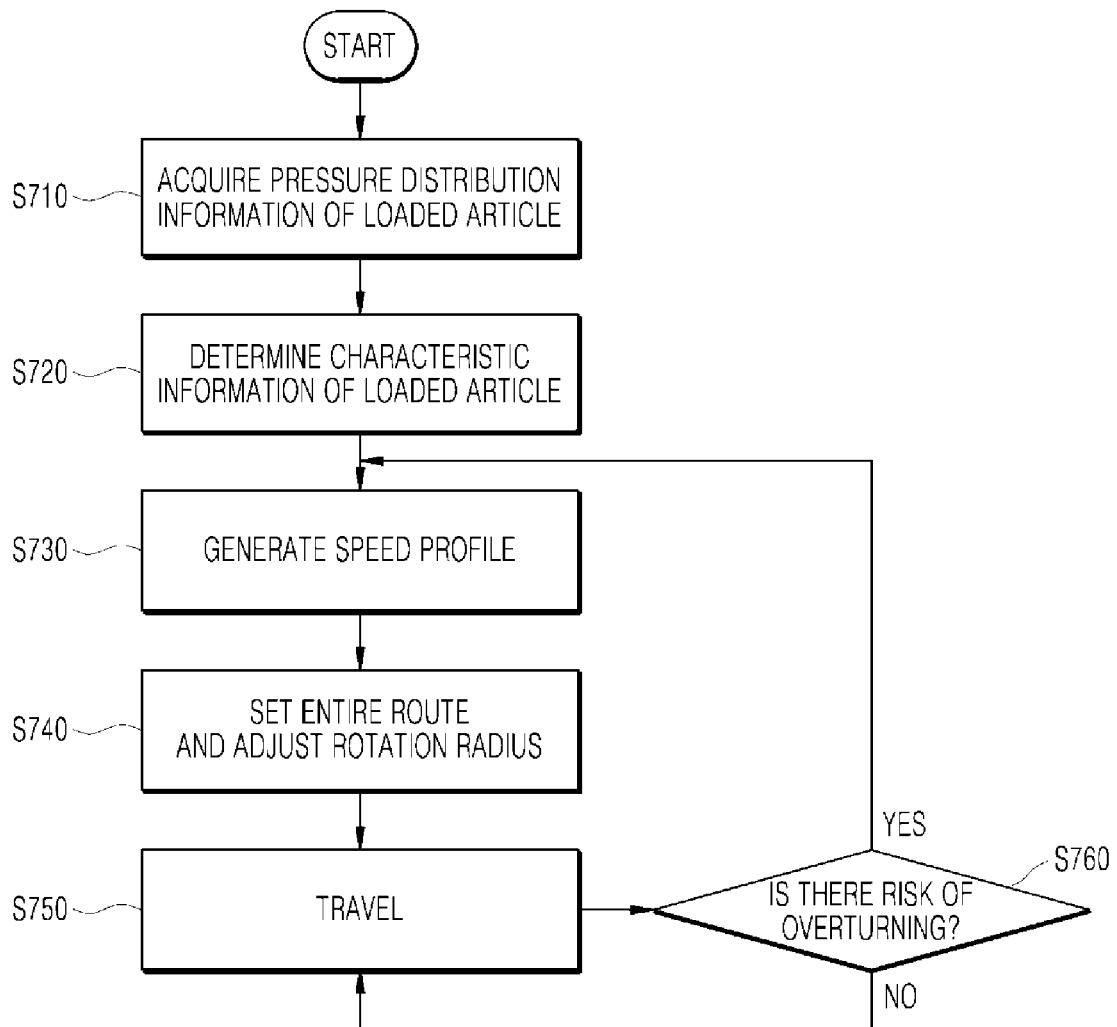 START
S710
ACQUIRE PRESSURE DISTRIBUTION
INFORMATION OF LOADED ARTICLE
S720
DETERMINE CHARACTERISTIC
INFORMATION OF LOADED ARTICLE
S730
GENERATE SPEED PROFILE
S740
SET ENTIRE ROUTE
AND ADJUST ROTATION RADIUS
YES
S760
S750
TRAVEL
IS THERE RISK OF
OVERTURNING?
NO